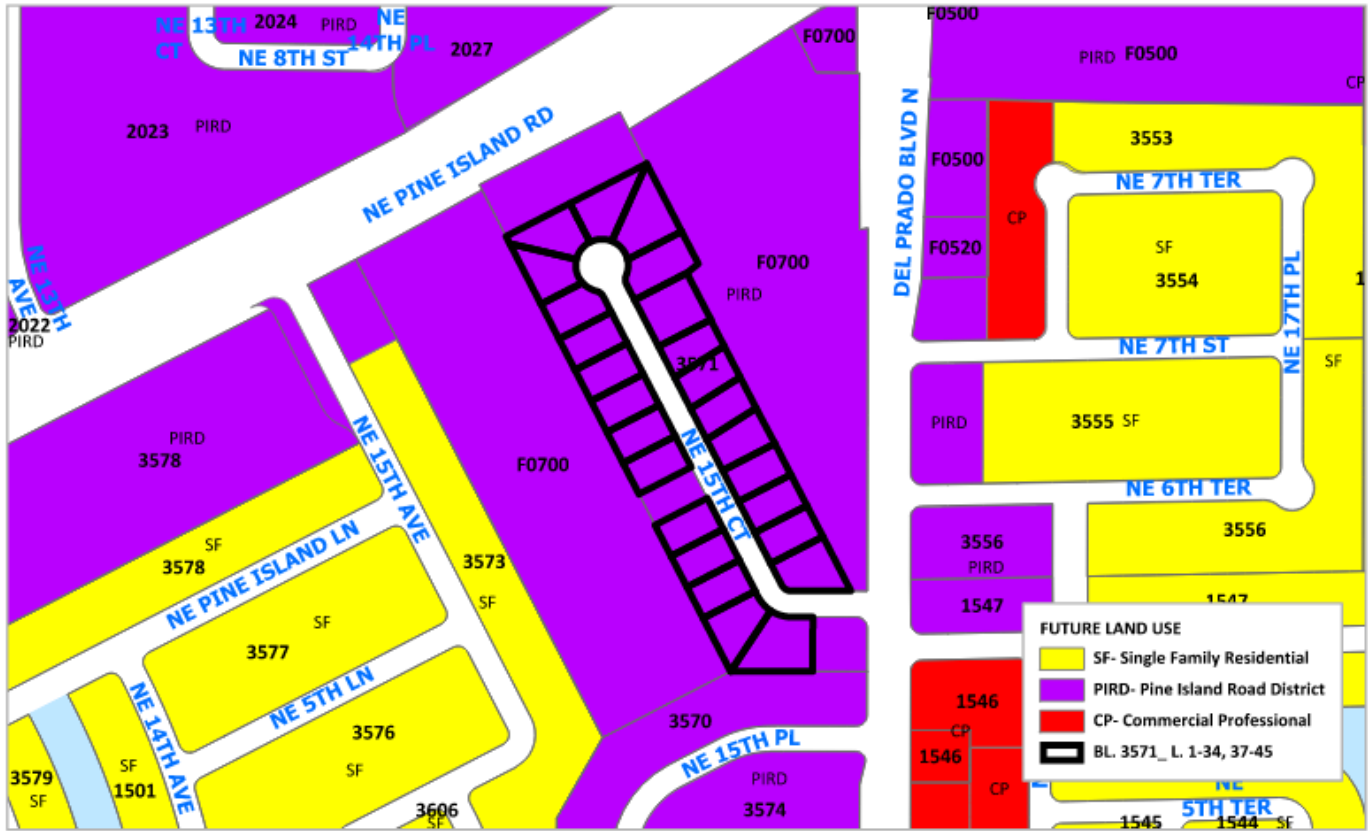 NE 13TH
CT
2024
PIRD
NE
14TH PL
NE 8TH ST
2027
2023
PIRD
NE PINE ISLAND RD
F0700
F0500
PIRD
F0500
CP
DEL PRADO BLVD N
F0500
3553
NE 7TH TER
CP
F0520
SF
3554
NE 17TH PL
1
F0700
PIRD
NE 13TH
AVE
2022
PIRD
3571
NE 7TH ST
SF
PIRD
3578
NE 15TH AVE
F0700
NE 15TH CT
PIRD
3555
SF
NE 6TH TER
SF
3578
NE PINE ISLAND LN
3573
SF
3556
PIRD
3556
1547
1547
SF
3577
NE 5TH LN
NE 14TH AVE
3576
SF
3570
NE 15TH PL
PIRD
3574
1546
CP
1546
CP
3579
SF
SF
1501
3606
SF
FUTURE LAND USE
SF- Single Family Residential
PIRD- Pine Island Road District
CP- Commercial Professional
BL. 3571_ L. 1-34, 37-45
NE
5TH TER
1545
1544
SF